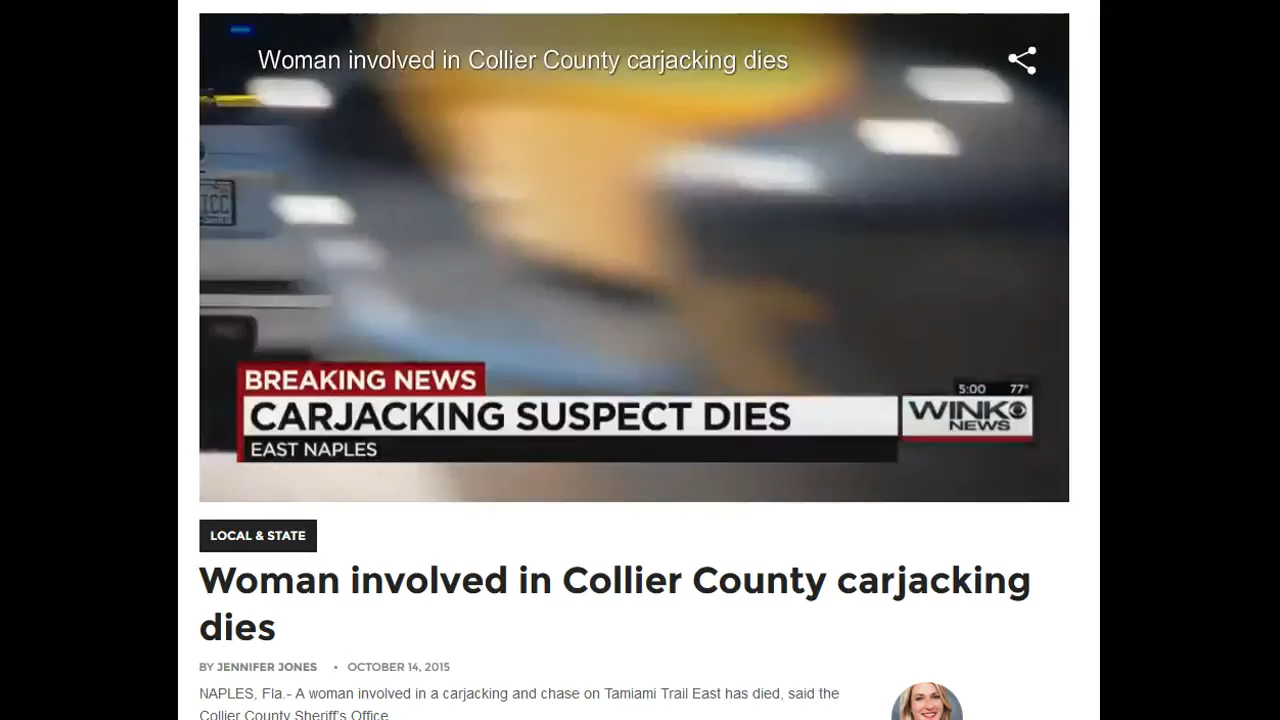 Woman involved in Collier County carjacking dies
ICC
BREAKING NEWS
5:00 77°
CARJACKING SUSPECT DIES
WINK
NEWS
EAST NAPLES
LOCAL & STATE
Woman involved in Collier County carjacking
dies
BY JENNIFER JONES • OCTOBER 14, 2015
NAPLES, Fla.- A woman involved in a carjacking and chase on Tamiami Trail East has died, said the
Collier County Sheriff's Office